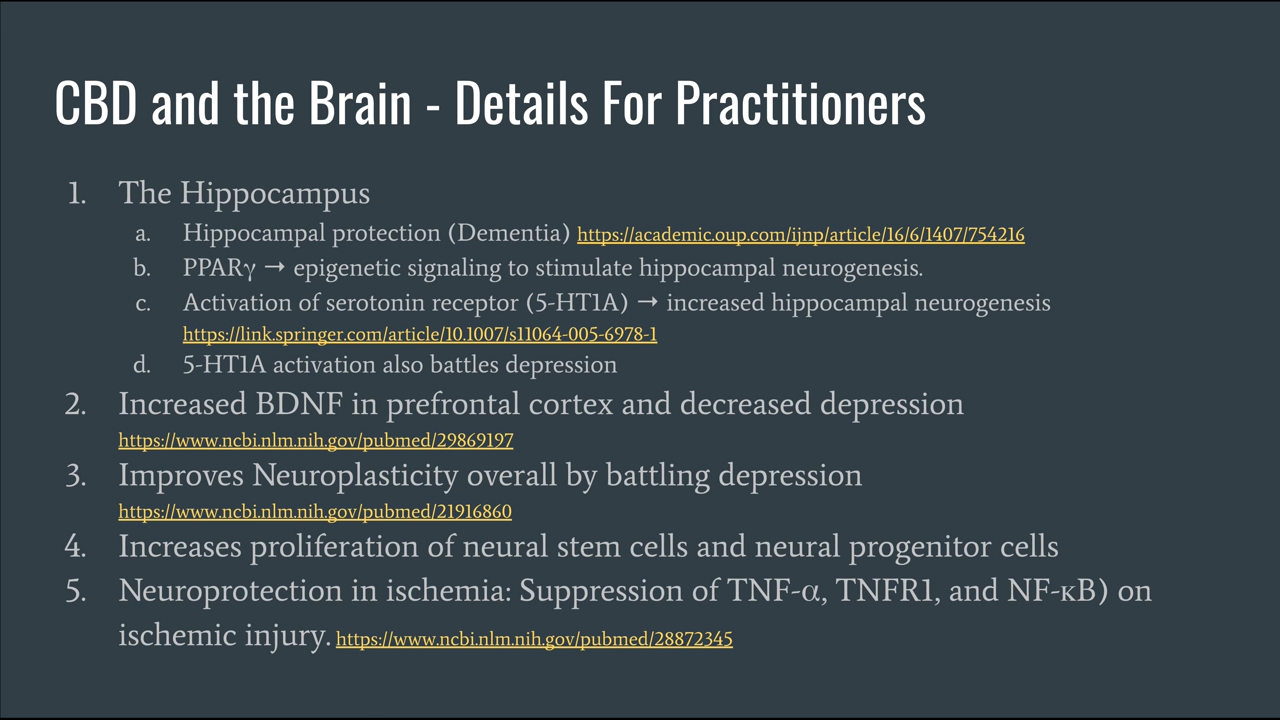 CBD and the Brain - Details For Practitioners
1. The Hippocampus
a. Hippocampal protection (Dementia) https://academic.oup.com/ijnp/article/16/6/1407/754216
b. PPARγ → epigenetic signaling to stimulate hippocampal neurogenesis.
c. Activation of serotonin receptor (5-HT1A) → increased hippocampal neurogenesis
https://link.springer.com/article/10.1007/s11064-005-6978-1
d. 5-HT1A activation also battles depression
2. Increased BDNF in prefrontal cortex and decreased depression
https://www.ncbi.nlm.nih.gov/pubmed/29869197
3. Improves Neuroplasticity overall by battling depression
https://www.ncbi.nlm.nih.gov/pubmed/21916860
4. Increases proliferation of neural stem cells and neural progenitor cells
5. Neuroprotection in ischemia: Suppression of TNF-α, TNFR1, and NF-κB) on
ischemic injury. https://www.ncbi.nlm.nih.gov/pubmed/28872345